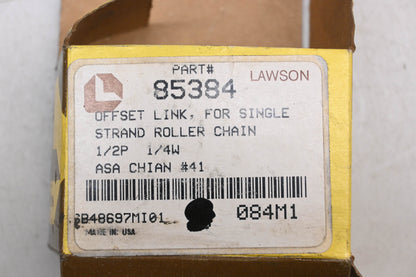 PART#
85384
LAWSON
OFFSET LINK, FOR SINGLE
STRAND ROLLER CHAIN
1/2P 1/4W
ASA CHIAN #41
SB48697MI01
084M1
MADE IN: USA